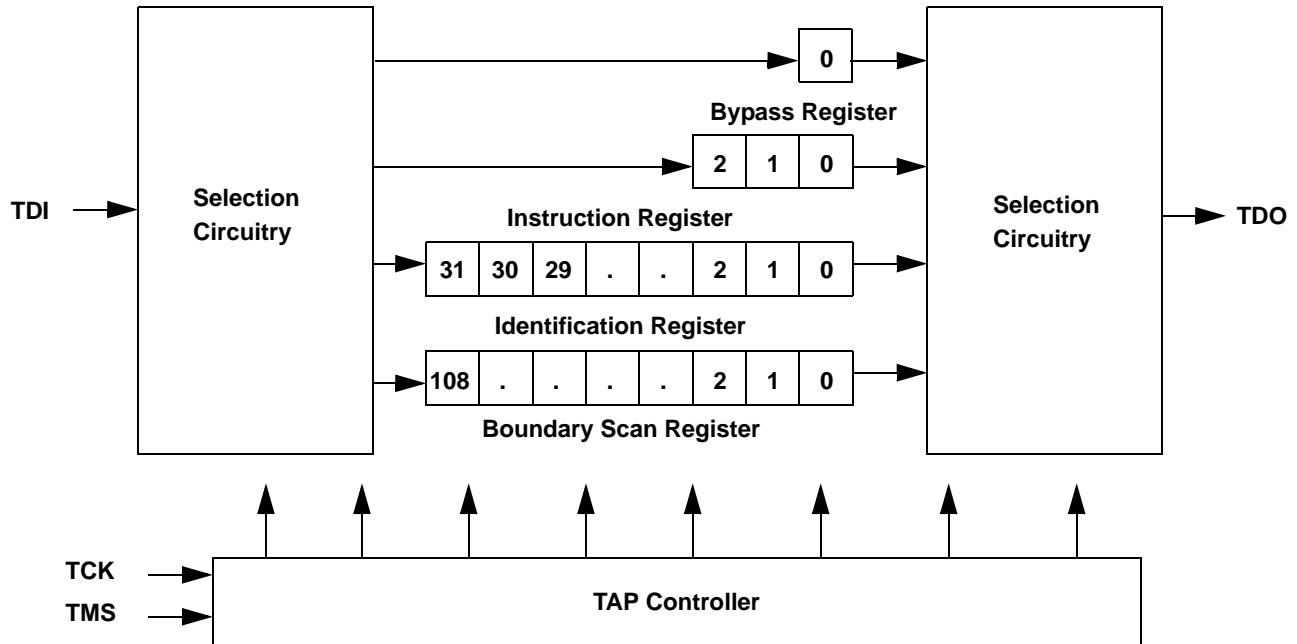 0
Bypass Register
2 1 0
TDI
Selection
Circuitry
Instruction Register
Selection
Circuitry
TDO
31 30 29 . . 2 1 0
Identification Register
108 . . . . 2 1 0
Boundary Scan Register
TCK
TMS
TAP Controller